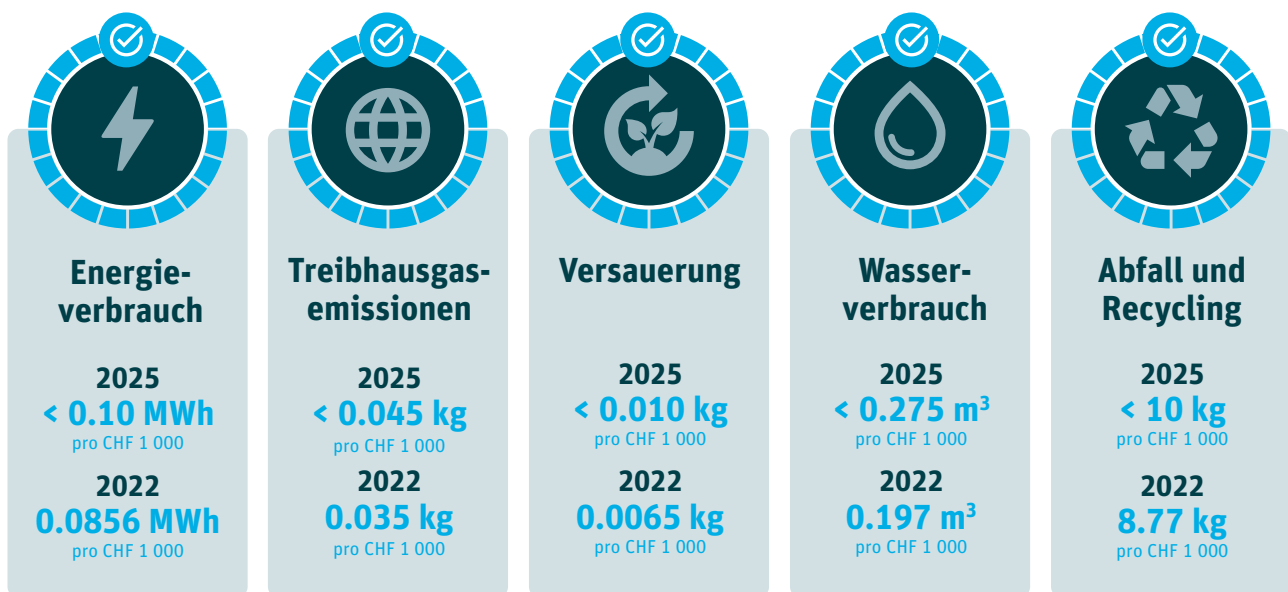 Energie-
verbrauch
2025
< 0.10 MWh
pro CHF 1 000
2022
0.0856 MWh
pro CHF 1 000
Treibhausgas-
emissionen
2025
< 0.045 kg
pro CHF 1 000
2022
0.035 kg
pro CHF 1 000
Versauerung
2025
< 0.010 kg
pro CHF 1 000
2022
0.0065 kg
pro CHF 1 000
Wasser-
verbrauch
2025
< 0.275 m³
pro CHF 1 000
2022
0.197 m³
pro CHF 1 000
Abfall und
Recycling
2025
< 10 kg
pro CHF 1 000
2022
8.77 kg
pro CHF 1 000